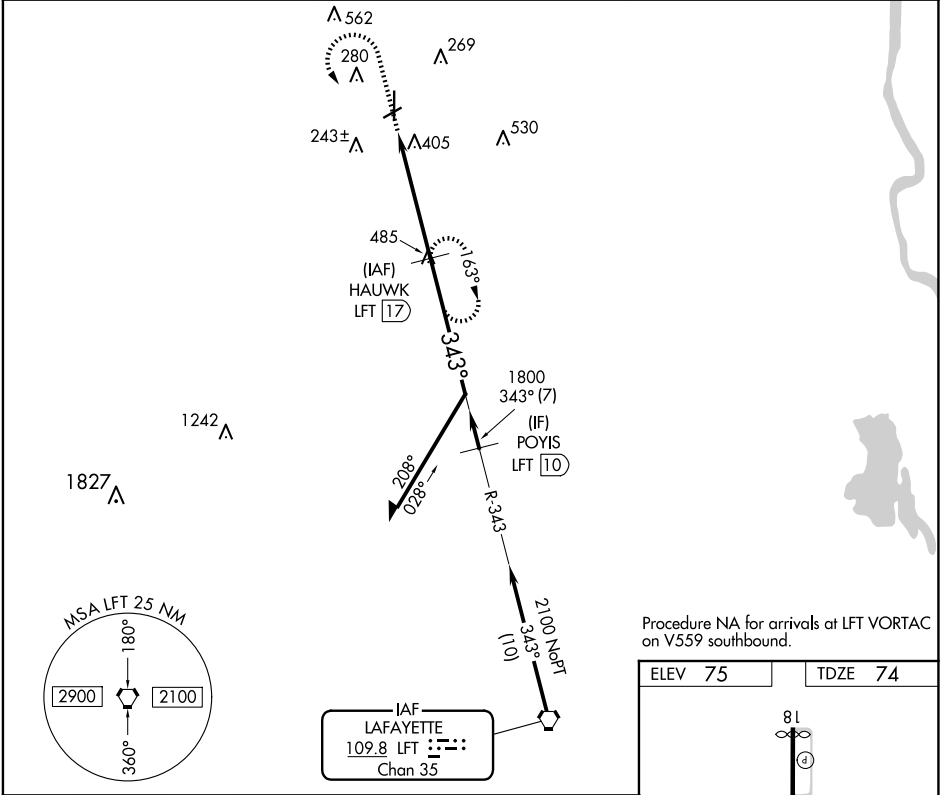 562
280
269
243±
405
530
485
(IAF)
HAUWK
LFT 17
163°
343°
1800
343° (7)
(IF)
POYIS
LFT 10
1242
1827
208°
028°
R-343
2100 NoPT
343°
(10)
MSA LFT 25 NM
180°
2900
2100
360°
IAF
LAFAYETTE
109.8 LFT
Chan 35
Procedure NA for arrivals at LFT VORTAC
on V559 southbound.
ELEV 75
TDZE 74
18
P